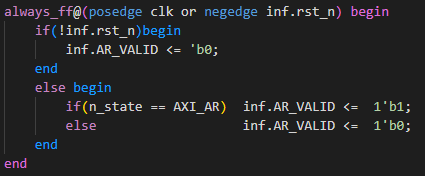 always_ff@(posedge clk or negedge inf.rst_n) begin
    if(!inf.rst_n)begin
        inf.AR_VALID <= 'b0;
    end
    else begin
        if(n_state == AXI_AR)  inf.AR_VALID <=  1'b1;
        else                   inf.AR_VALID <=  1'b0;
    end
end